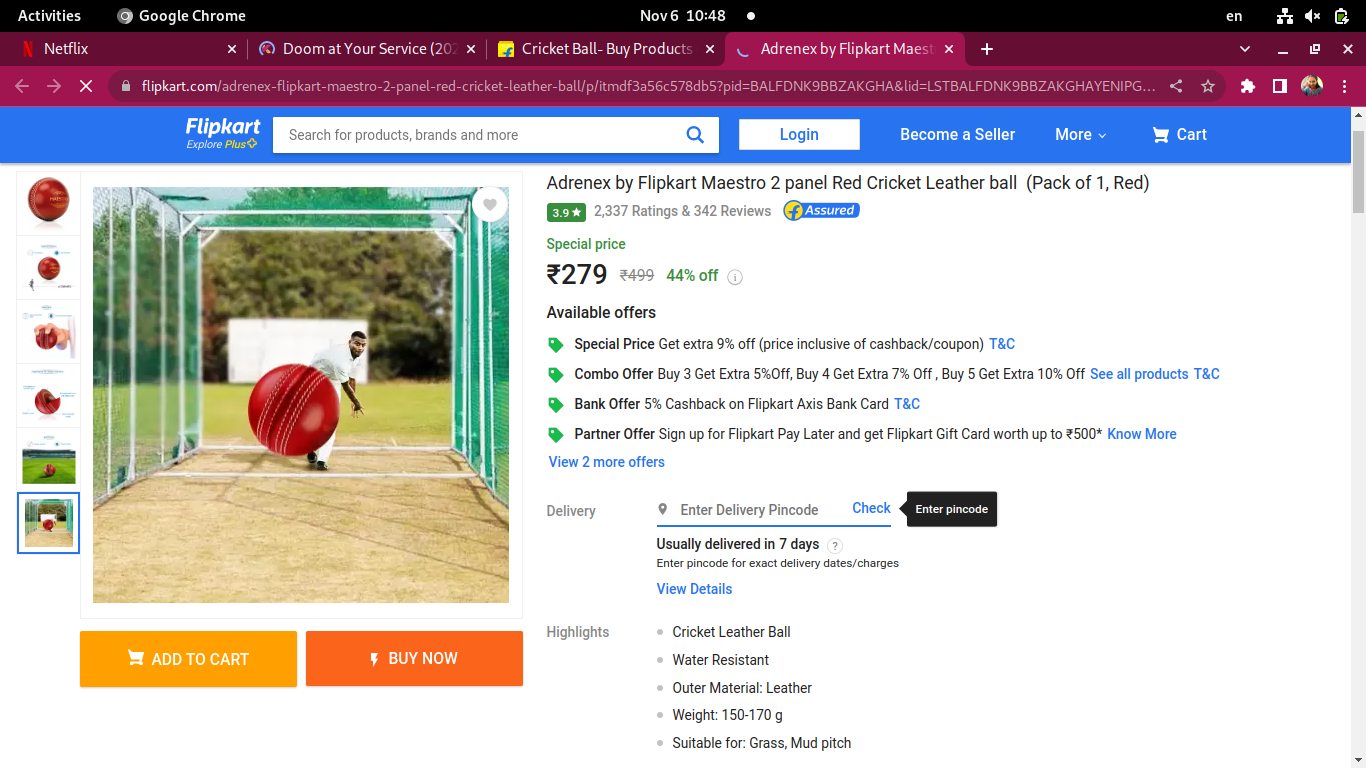 Activities Google Chrome Nov 6 10:48 en
Netflix Doom at Your Service (202 Cricket Ball- Buy Products Adrenex by Flipkart Maest
flipkart.com/adrenex-flipkart-maestro-2-panel-red-cricket-leather-ball/p/itmdf3a56c578db5?pid=BALFDNK9BBZAKGHA&lid=LSTBALFDNK9BBZAKGHAYENIPG...
Flipkart
Explore Plus
Search for products, brands and more
Login
Become a Seller
More
Cart
Adrenex by Flipkart Maestro 2 panel Red Cricket Leather ball (Pack of 1, Red)
3.9★ 2,337 Ratings & 342 Reviews Assured
Special price
₹279 ₹499 44% off i
Available offers
Special Price Get extra 9% off (price inclusive of cashback/coupon) T&C
Combo Offer Buy 3 Get Extra 5%Off, Buy 4 Get Extra 7% Off , Buy 5 Get Extra 10% Off See all products T&C
Bank Offer 5% Cashback on Flipkart Axis Bank Card T&C
Partner Offer Sign up for Flipkart Pay Later and get Flipkart Gift Card worth up to ₹500* Know More
View 2 more offers
Delivery Enter Delivery Pincode Check Enter pincode
Usually delivered in 7 days ?
Enter pincode for exact delivery dates/charges
View Details
ADD TO CART
BUY NOW
Highlights
Cricket Leather Ball
Water Resistant
Outer Material: Leather
Weight: 150-170 g
Suitable for: Grass, Mud pitch